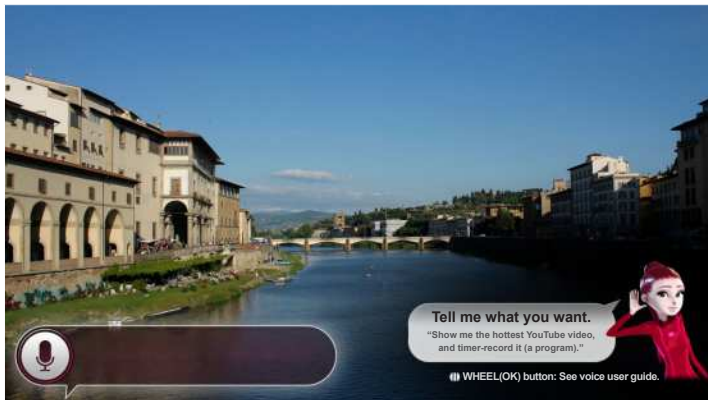 Tell me what you want.
“Show me the hottest YouTube video,
and timer-record it (a program).”
WHEEL(OK) button: See voice user guide.